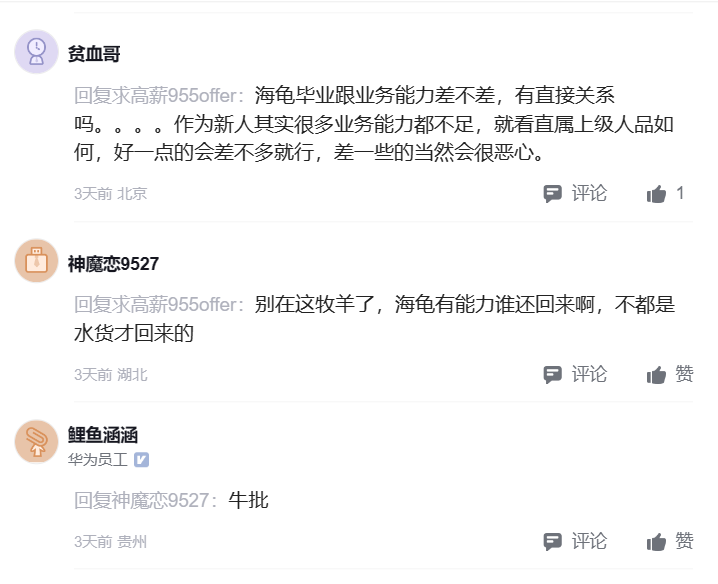 贫血哥
回复求高薪955offer：海龟毕业跟业务能力差不差，有直接关系
吗。。。。作为新人其实很多业务能力都不足，就看直属上级人品如
何，好一点的会差不多就行，差一些的当然会很恶心。
3天前 北京 评论 1
神魔恋9527
回复求高薪955offer：别在这牧羊了，海龟有能力谁还回来啊，不都是
水货才回来的
3天前 湖北 评论 赞
鲤鱼涵涵
华为员工 V
回复神魔恋9527：牛批
3天前 贵州 评论 赞